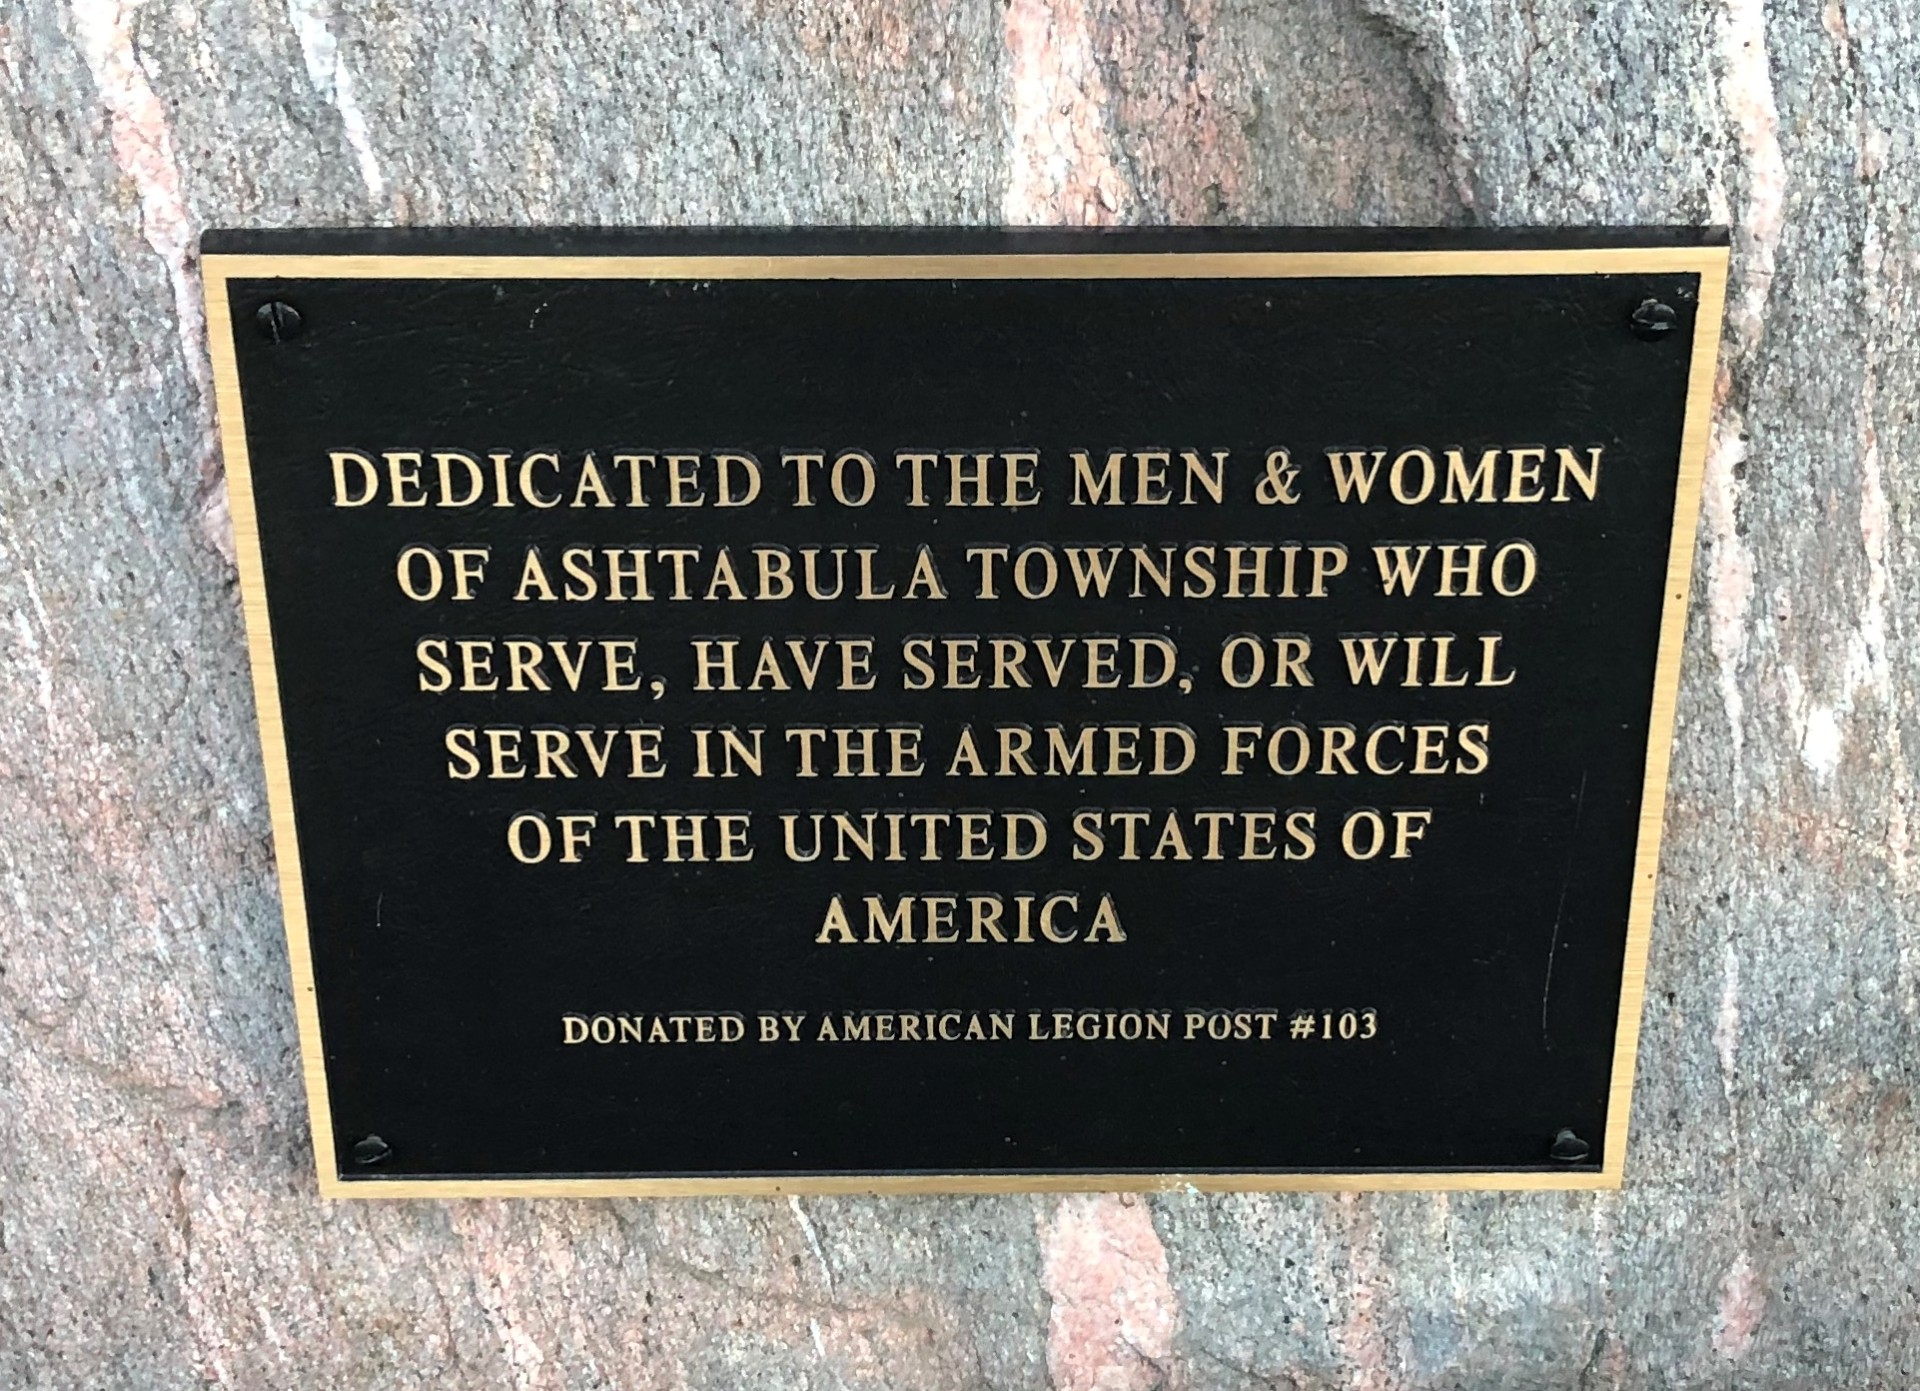 DEDICATED TO THE MEN & WOMEN
OF ASHTABULA TOWNSHIP WHO
SERVE, HAVE SERVED, OR WILL
SERVE IN THE ARMED FORCES
OF THE UNITED STATES OF
AMERICA
DONATED BY AMERICAN LEGION POST #103